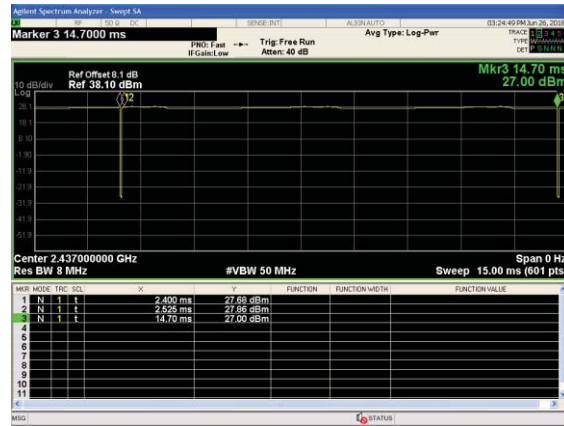 Agilent Spectrum Analyzer - Swept SA
RF 50 Ω DC SENSE:INT ALIGNAUTO 03:24:49 PM Jun 26, 2018
Marker 3 14.7000 ms
PNO: Fast Trig: Free Run Avg Type: Log-Pwr TRACE 1 2 3 4 5
IFGain:Low Atten: 40 dB TYPE
DET P S N N N
Mkr3 14.70 ms
27.00 dBm
Ref Offset 8.1 dB
10 dB/div Ref 38.10 dBm
Log
28.1
18.1
8.10
-1.90
-11.9
-21.9
-31.9
-41.9
-51.9
12
3
Center 2.437000000 GHz Span 0 Hz
Res BW 8 MHz #VBW 50 MHz Sweep 15.00 ms (601 pts
MKR MODE TRC SCL X Y FUNCTION FUNCTION WIDTH FUNCTION VALUE
1 N 1 t 2.400 ms 27.68 dBm
2 N 1 t 2.525 ms 27.86 dBm
3 N 1 t 14.70 ms 27.00 dBm
4
5
6
7
8
9
10
11
MSG STATUS